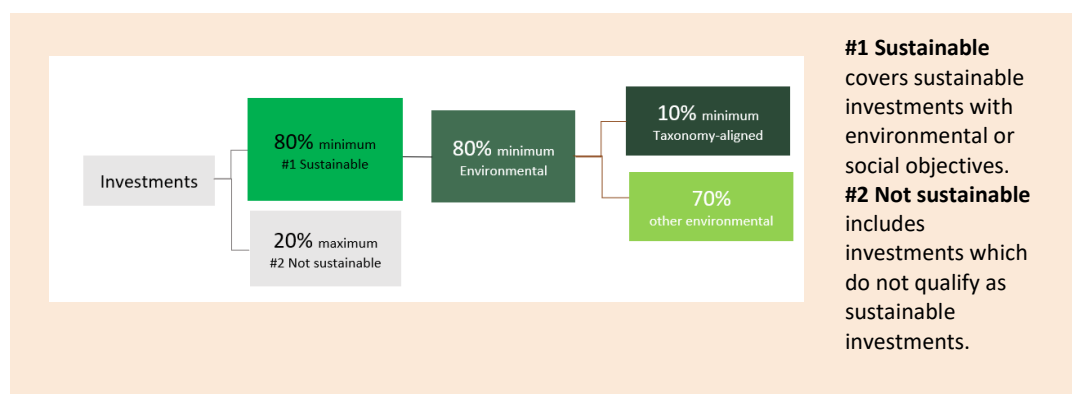 Investments
80% minimum
#1 Sustainable
20% maximum
#2 Not sustainable
80% minimum
Environmental
10% minimum
Taxonomy-aligned
70%
other environmental
#1 Sustainable
covers sustainable
investments with
environmental or
social objectives.
#2 Not sustainable
includes
investments which
do not qualify as
sustainable
investments.